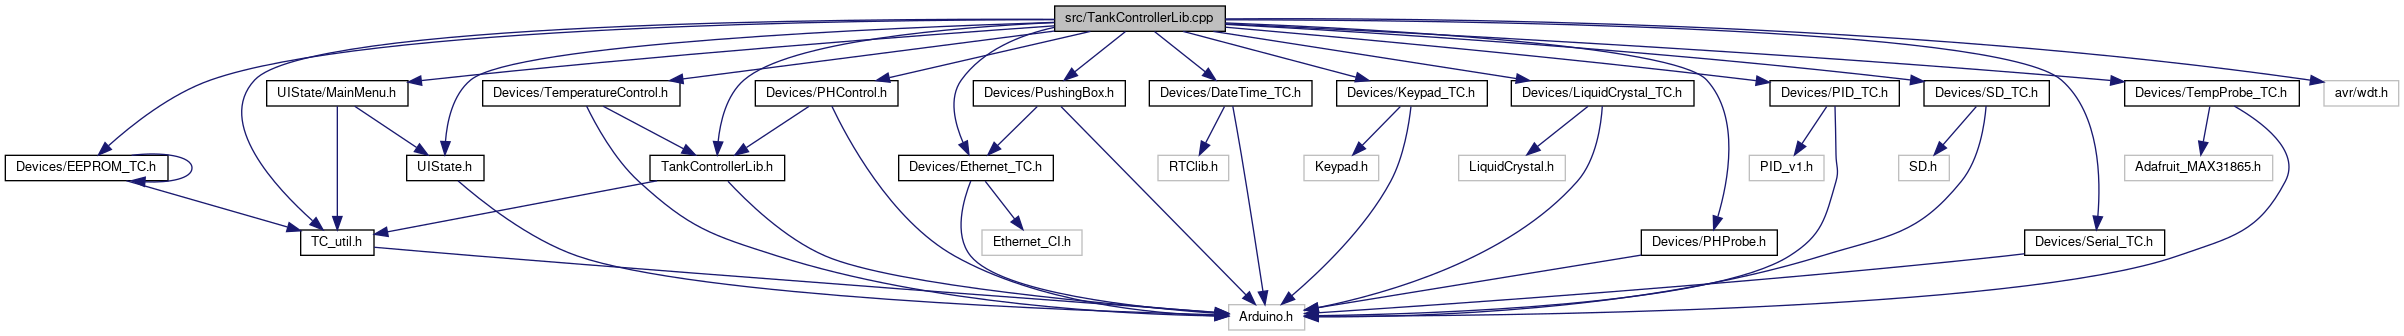 src/TankControllerLib.cpp
UIState/MainMenu.h
Devices/TemperatureControl.h
Devices/PHControl.h
Devices/PushingBox.h
Devices/DateTime_TC.h
Devices/Keypad_TC.h
Devices/LiquidCrystal_TC.h
Devices/PID_TC.h
Devices/SD_TC.h
Devices/TempProbe_TC.h
avr/wdt.h
Devices/EEPROM_TC.h
UIState.h
TankControllerLib.h
Devices/Ethernet_TC.h
RTClib.h
Keypad.h
LiquidCrystal.h
PID_v1.h
SD.h
Adafruit_MAX31865.h
TC_util.h
Ethernet_CI.h
Devices/PHProbe.h
Devices/Serial_TC.h
Arduino.h